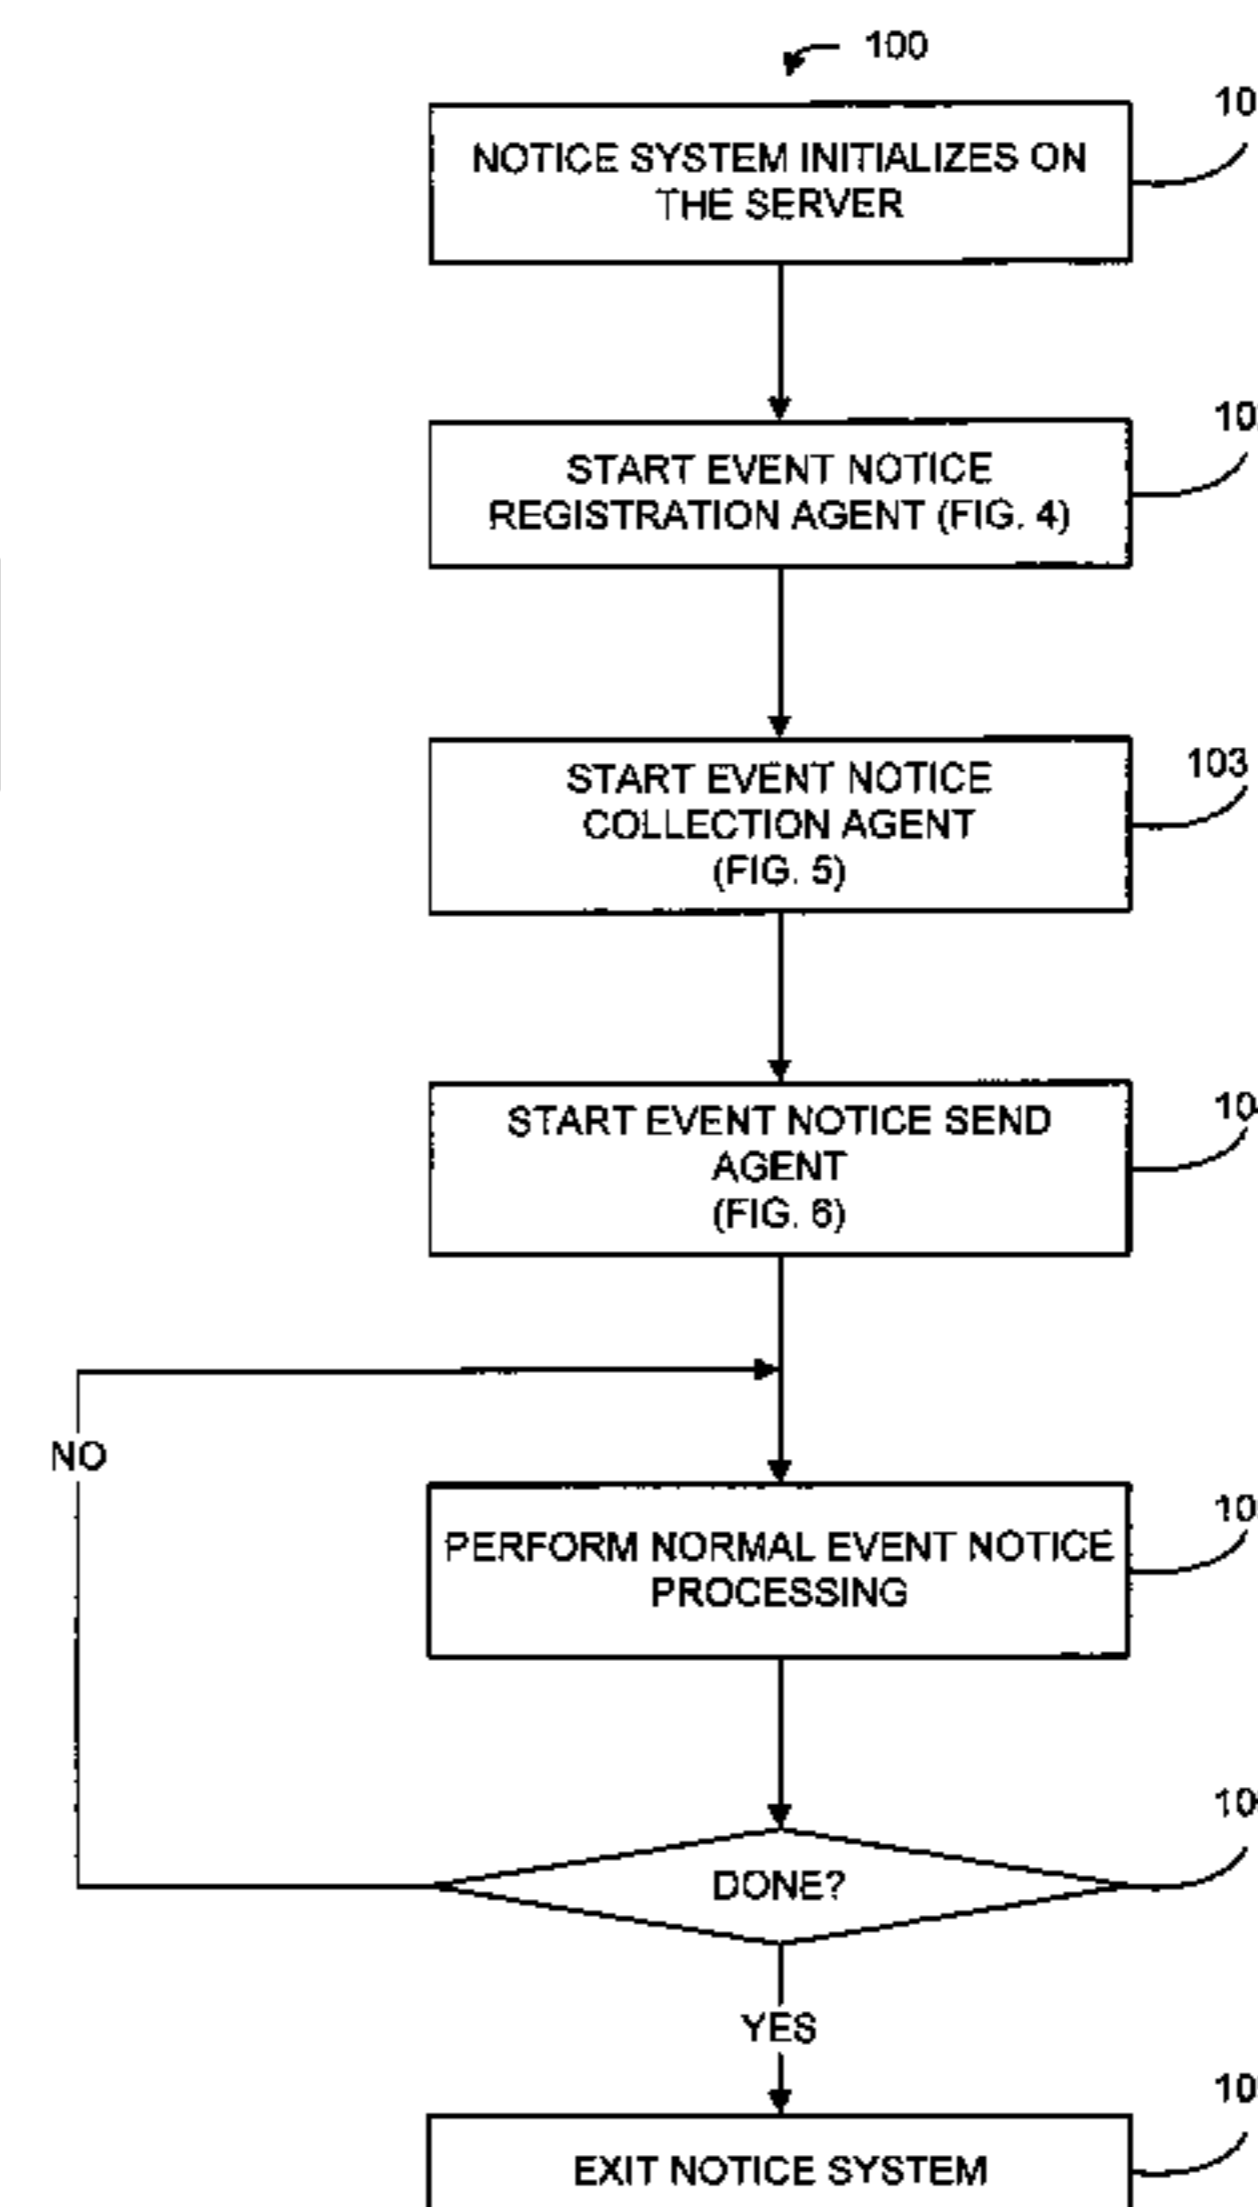 100
NOTICE SYSTEM INITIALIZES ON
THE SERVER
START EVENT NOTICE
REGISTRATION AGENT (FIG. 4)
103
START EVENT NOTICE
COLLECTION AGENT
(FIG. 5)
START EVENT NOTICE SEND
AGENT
(FIG. 6)
NO
PERFORM NORMAL EVENT NOTICE
PROCESSING
DONE?
YES
EXIT NOTICE SYSTEM